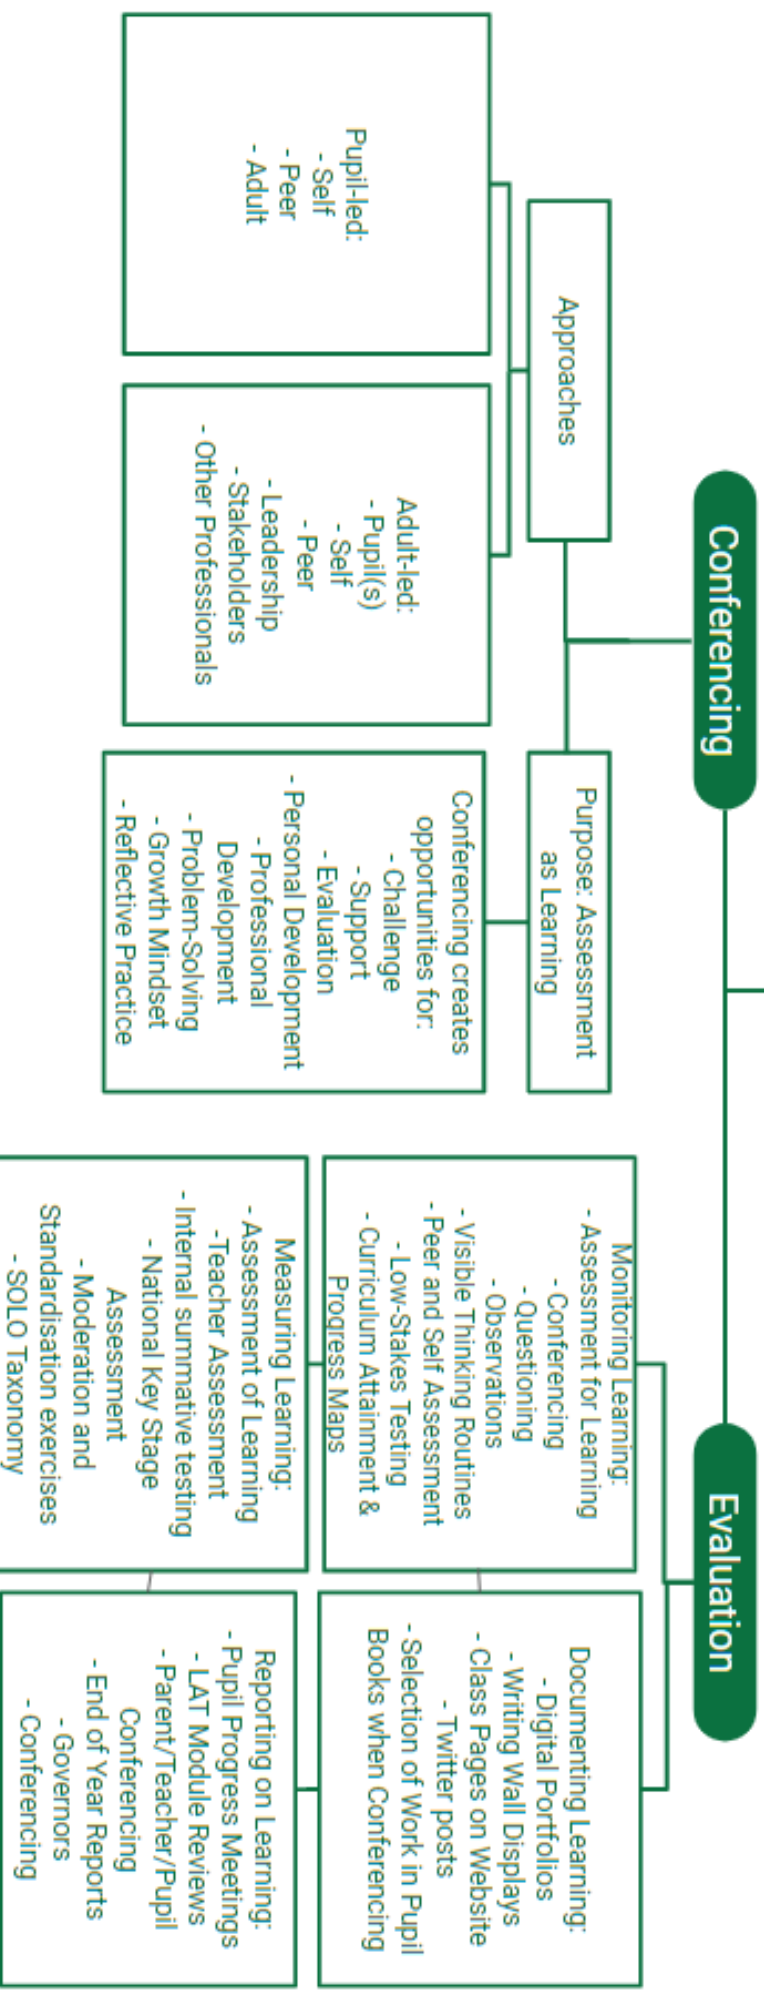 Conferencing
Approaches
Pupil-led:
- Self
- Peer
- Adult
Adult-led:
- Pupil(s)
- Self
- Peer
- Leadership
- Stakeholders
- Other Professionals
Purpose: Assessment
as Learning
Conferencing creates
opportunities for:
- Challenge
- Support
- Evaluation
- Personal Development
- Professional
Development
- Problem-Solving
- Growth Mindset
- Reflective Practice
Evaluation
Monitoring Learning:
- Assessment for Learning
- Conferencing
- Questioning
- Observations
- Visible Thinking Routines
- Peer and Self Assessment
- Low-Stakes Testing
- Curriculum Attainment &
Progress Maps
Measuring Learning:
- Assessment of Learning
-Teacher Assessment
- Internal summative testing
- National Key Stage
Assessment
- Moderation and
Standardisation exercises
- SOLO Taxonomy
Documenting Learning:
- Digital Portfolios
- Writing Wall Displays
- Class Pages on Website
- Twitter posts
- Selection of Work in Pupil
Books when Conferencing
Reporting on Learning:
- Pupil Progress Meetings
- LAT Module Reviews
- Parent/Teacher/Pupil
Conferencing
- End of Year Reports
- Governors
- Conferencing